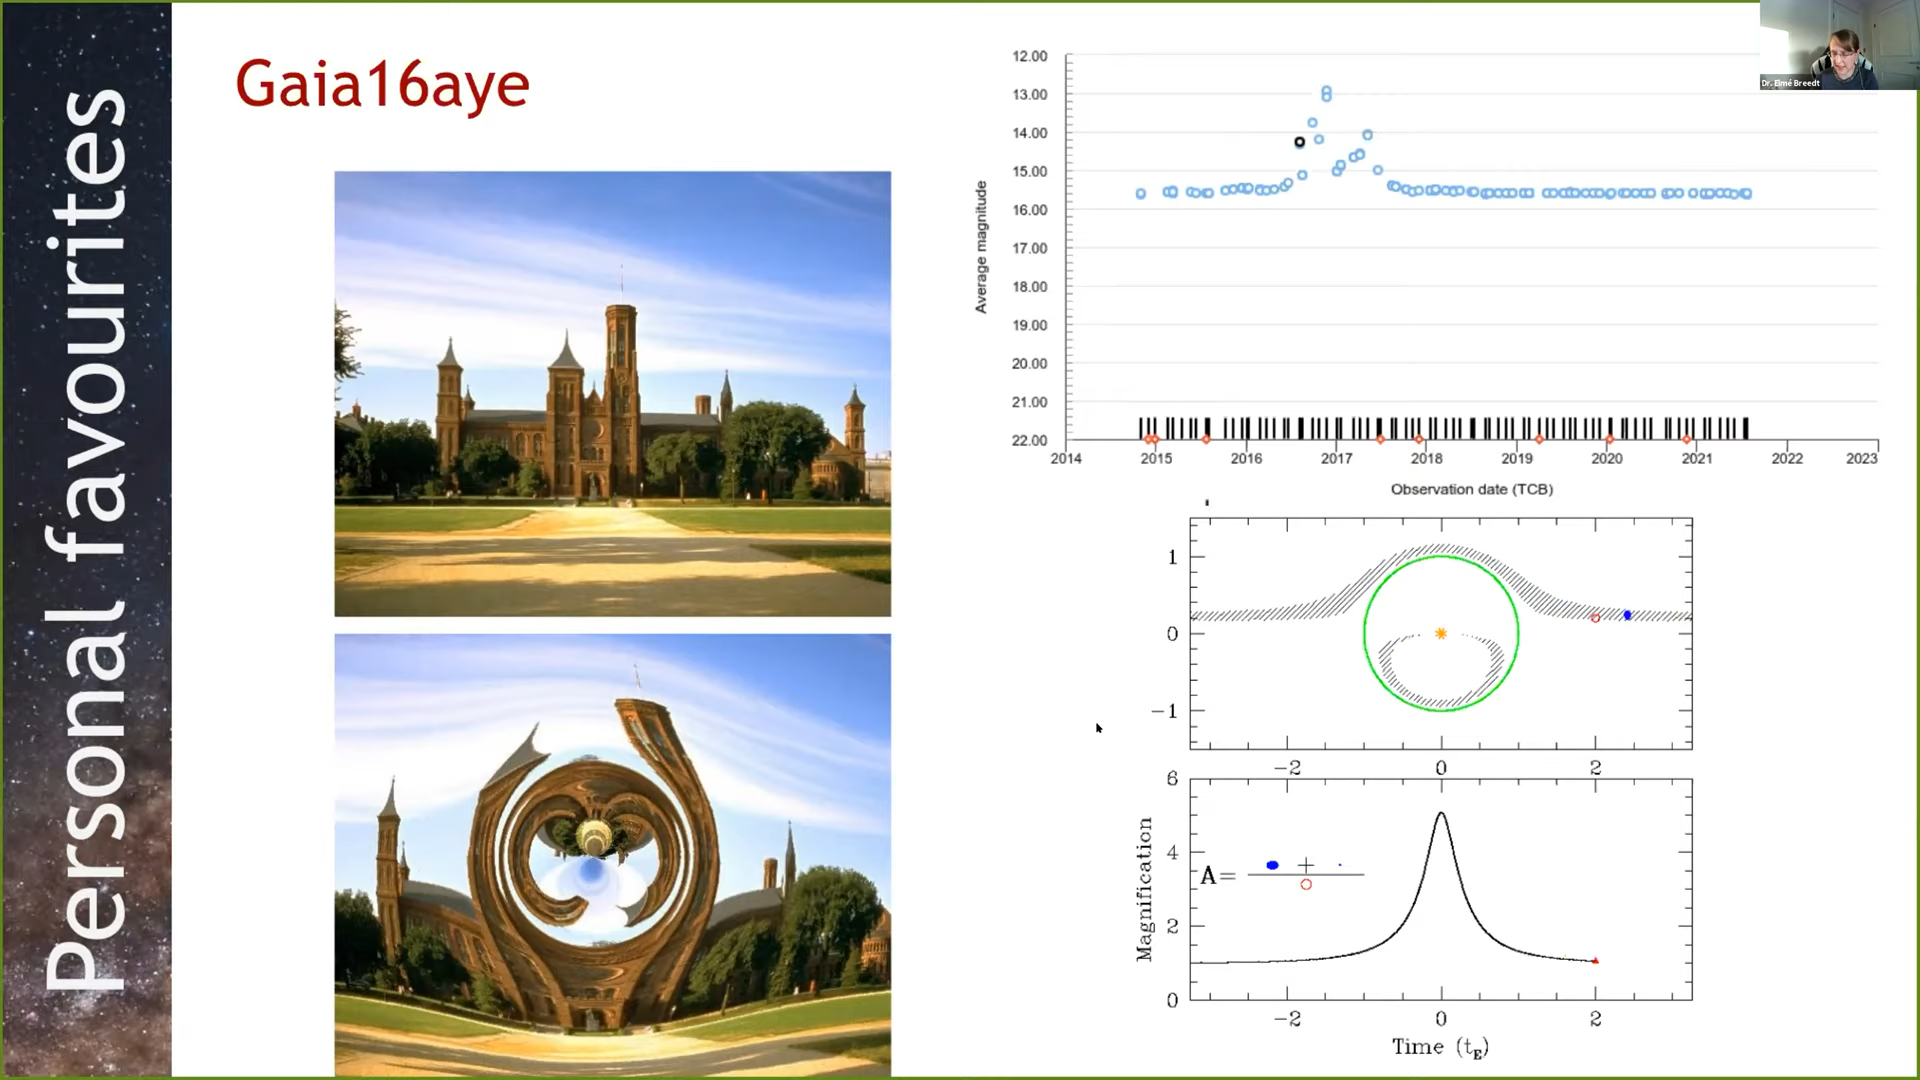 Personal favourites
Gaia16aye
Dr. Elmé Breedt
12.00
13.00
14.00
15.00
16.00
17.00
18.00
19.00
20.00
21.00
22.00
Average magnitude
2014 2015 2016 2017 2018 2019 2020 2021 2022 2023
Observation date (TCB)
1
0
−1
−2 0 2
6
4
2
0
Magnification
A= +
−2 0 2
Time (tE)